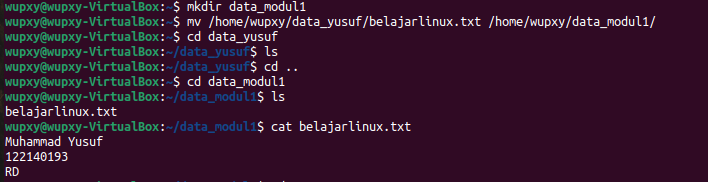 wupxy@wupxy-VirtualBox:~$ mkdir data_modul1
wupxy@wupxy-VirtualBox:~$ mv /home/wupxy/data_yusuf/belajarlinux.txt /home/wupxy/data_modul1/
wupxy@wupxy-VirtualBox:~$ cd data_yusuf
wupxy@wupxy-VirtualBox:~/data_yusuf$ ls
wupxy@wupxy-VirtualBox:~/data_yusuf$ cd ..
wupxy@wupxy-VirtualBox:~$ cd data_modul1
wupxy@wupxy-VirtualBox:~/data_modul1$ ls
belajarlinux.txt
wupxy@wupxy-VirtualBox:~/data_modul1$ cat belajarlinux.txt
Muhammad Yusuf
122140193
RD